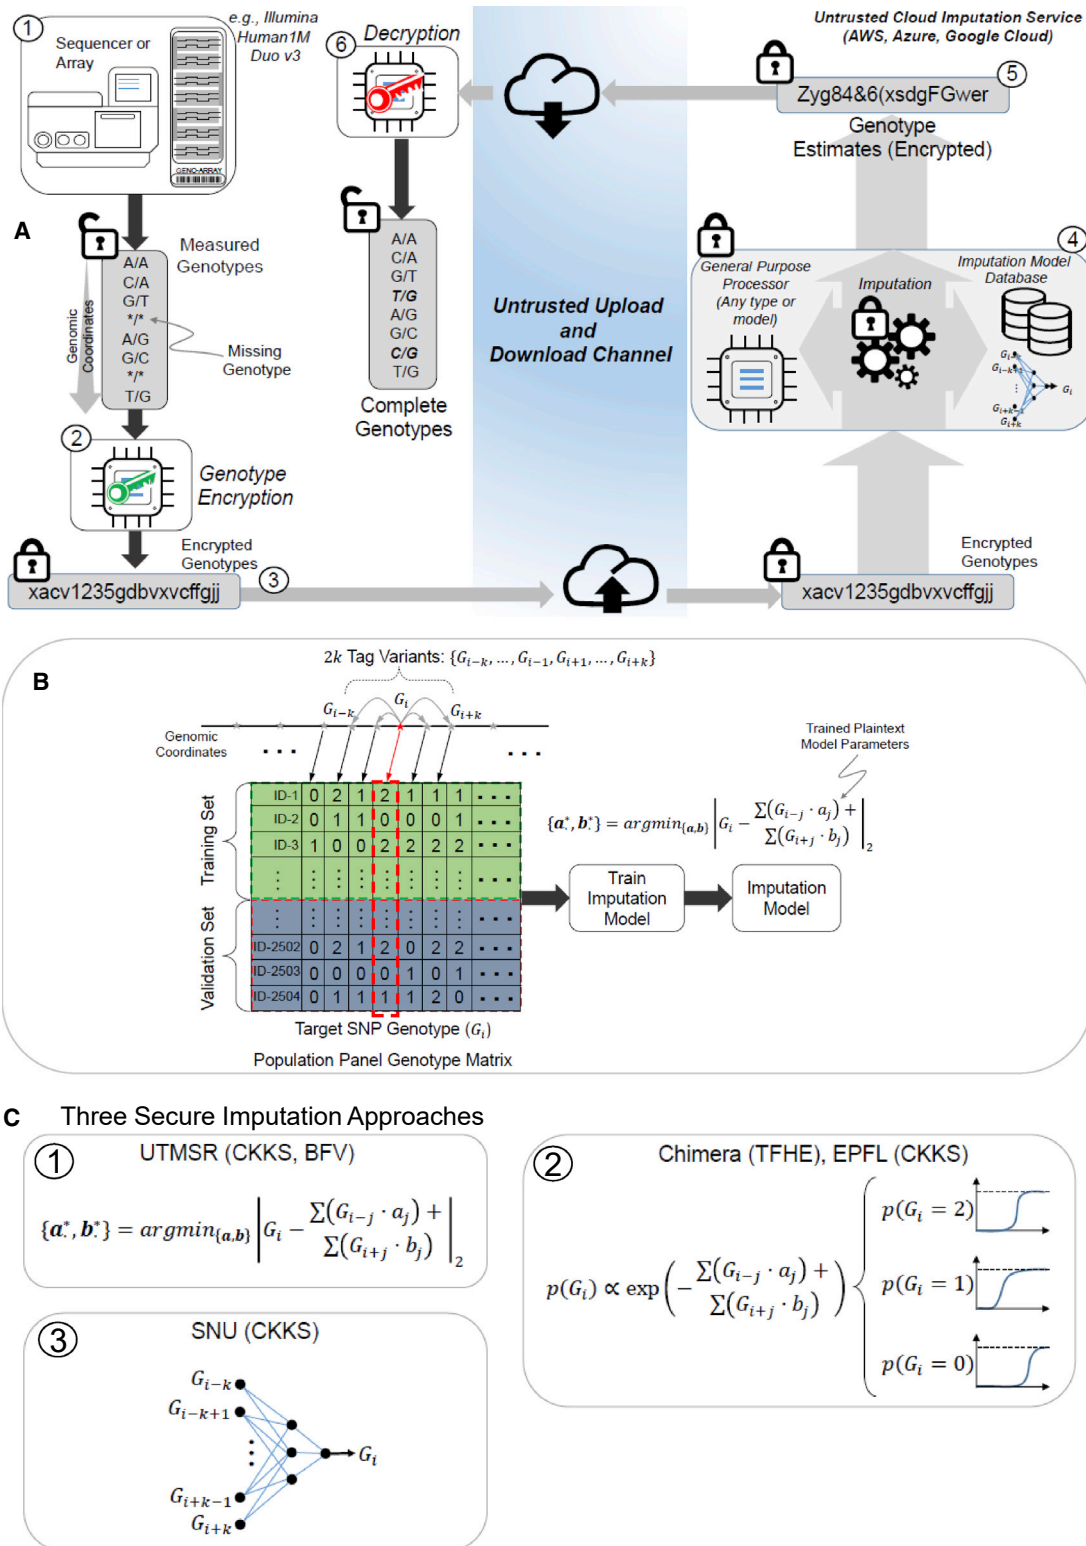 1
Sequencer or
Array
e.g., Illumina
Human1M
Duo v3
GENO-ARRAY
6
Decryption
Untrusted Cloud Imputation Service
(AWS, Azure, Google Cloud)
5
Zyg84&6(xsdgFGwer
Genotype
Estimates (Encrypted)
A
Measured
Genotypes
A/A
C/A
G/T
*/*
A/G
G/C
*/*
T/G
Genomic
Coordinates
Missing
Genotype
A/A
C/A
G/T
T/G
A/G
G/C
C/G
T/G
Complete
Genotypes
Untrusted Upload
and
Download Channel
4
General Purpose
Processor
(Any type or
model)
Imputation
Imputation Model
Database
G_{i-k}
G_{i-k+1}
⋮
G_{i+k-1}
G_{i+k}
G_i
2
Genotype
Encryption
Encrypted
Genotypes
xacv1235gdbvxvcffgjj
3
Encrypted
Genotypes
xacv1235gdbvxvcffgjj
B
2k Tag Variants: {G_{i-k}, ..., G_{i-1}, G_{i+1}, ..., G_{i+k}}
G_{i-k} G_i G_{i+k}
Genomic
Coordinates
Trained Plaintext
Model Parameters
Training Set
ID-1 0 2 1 2 1 1 1
ID-2 0 1 1 0 0 0 1
ID-3 1 0 0 2 2 2 2
Validation Set
ID-2502 0 2 1 2 0 2 2
ID-2503 0 0 0 0 1 0 1
ID-2504 0 1 1 1 1 2 0
{a*, b*} = argmin_{a,b} | G_i − ∑(G_{i-j} · a_j) + ∑(G_{i+j} · b_j) |_2
Train
Imputation
Model
Imputation
Model
Target SNP Genotype (G_i)
Population Panel Genotype Matrix
C Three Secure Imputation Approaches
1
UTMSR (CKKS, BFV)
{a*, b*} = argmin_{a,b} | G_i − ∑(G_{i-j} · a_j) + ∑(G_{i+j} · b_j) |_2
2
Chimera (TFHE), EPFL (CKKS)
p(G_i) ∝ exp(− ∑(G_{i-j} · a_j) + ∑(G_{i+j} · b_j))
p(G_i = 2)
p(G_i = 1)
p(G_i = 0)
3
SNU (CKKS)
G_{i-k}
G_{i-k+1}
⋮
G_{i+k-1}
G_{i+k}
G_i